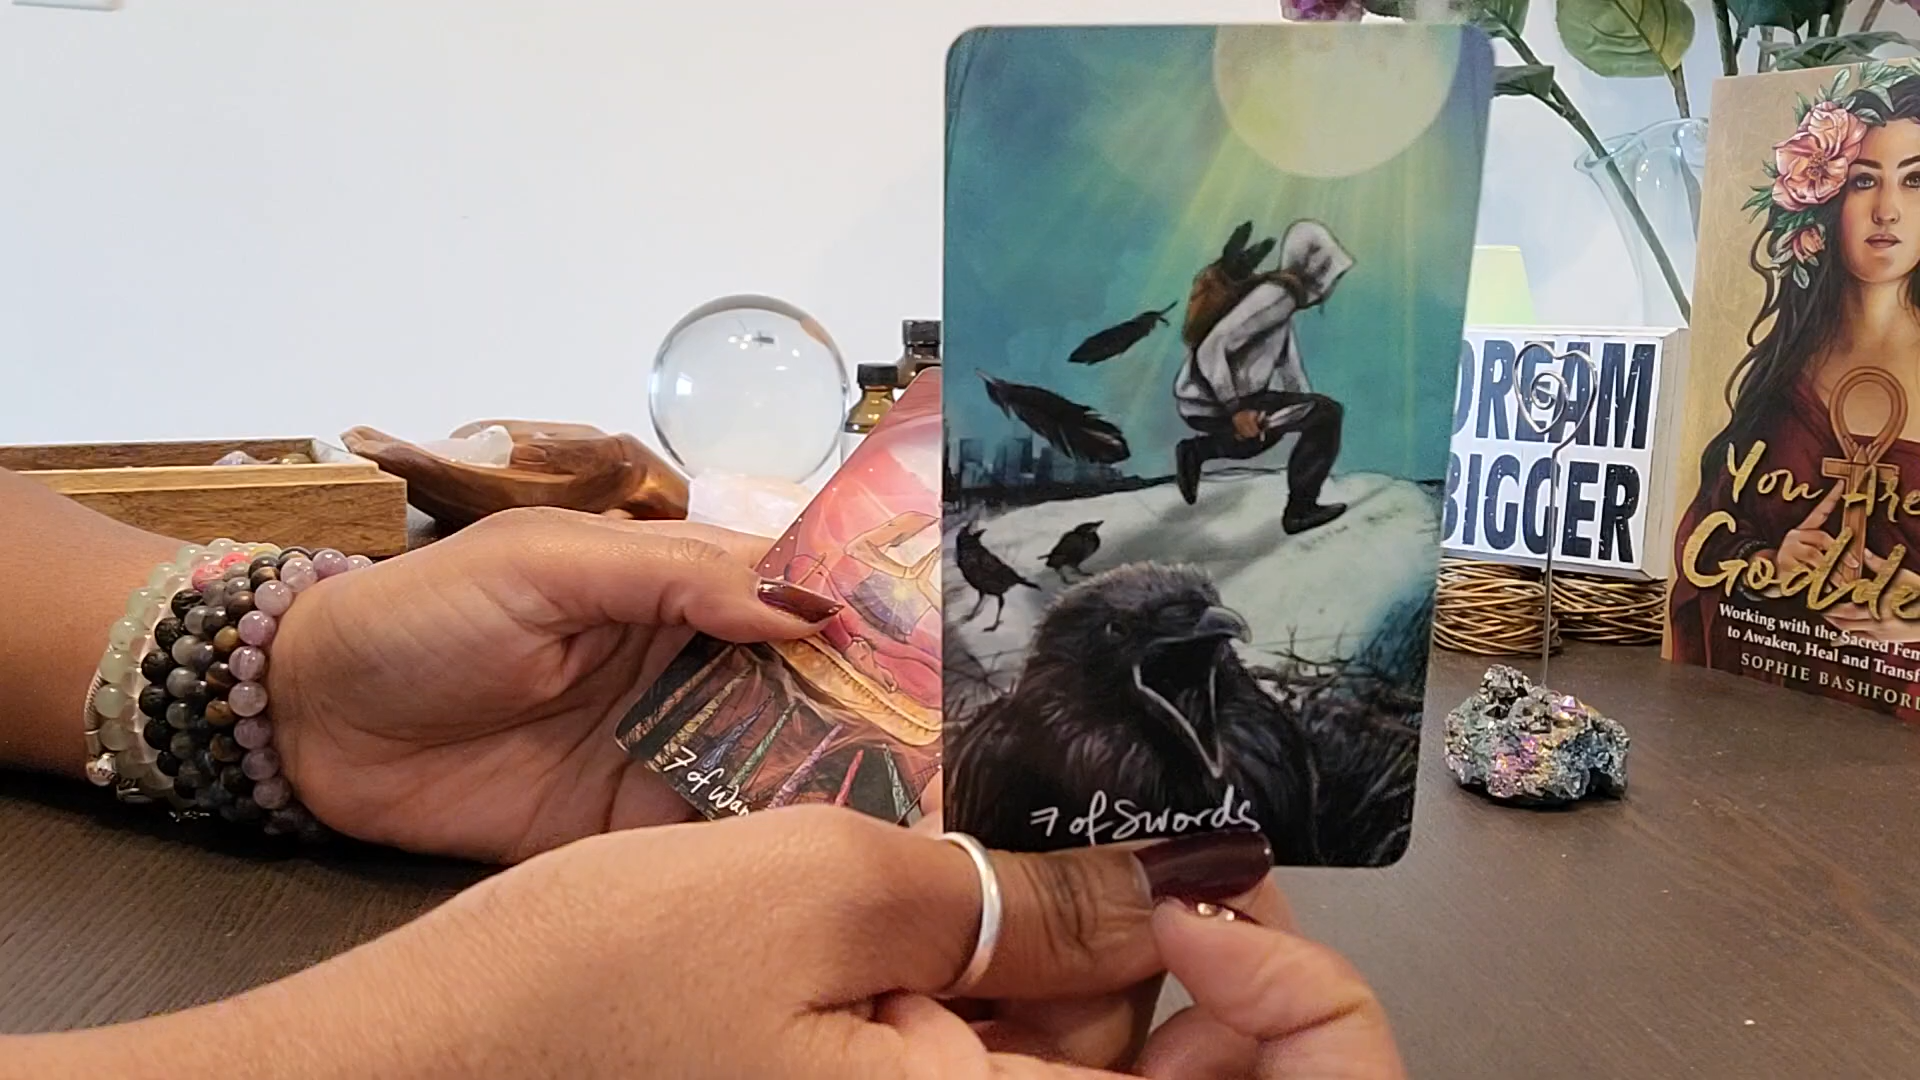 7 of Swords
7 of Wan
DREAM
BIGGER
You Are
Godde
Working with the Sacred Fem
to Awaken, Heal and Transf
SOPHIE BASHFOR